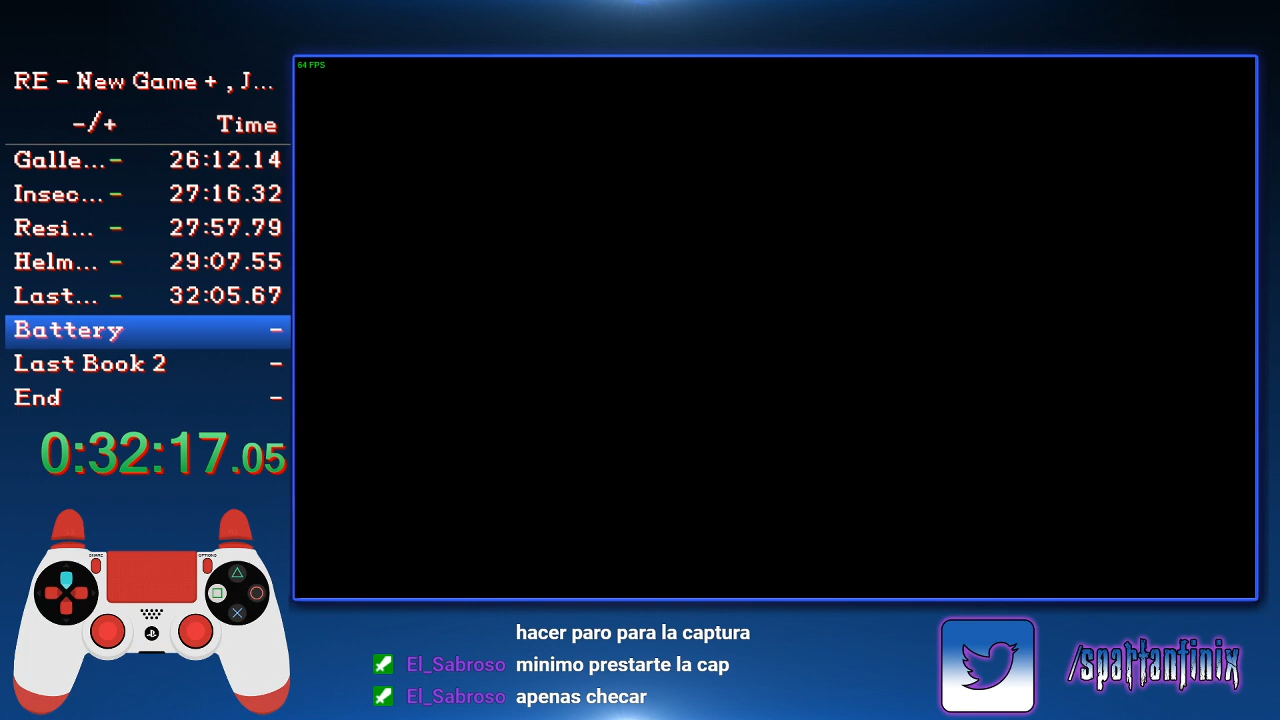 RE - New Game + , J...
-/+ Time
Galle... - 26:12.14
Insec... - 27:16.32
Resi... - 27:57.79
Helm... - 29:07.55
Last... - 32:05.67
Battery -
Last Book 2 -
End -
0:32:17.05
64 FPS
SHARE
OPTIONS
hacer paro para la captura
El_Sabroso minimo prestarte la cap
El_Sabroso apenas checar
/spartanfinix